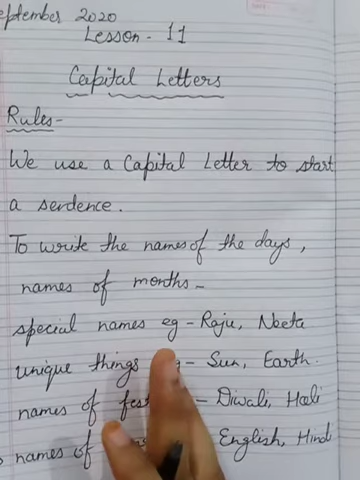 eptember 2020
Lesson - 11
Capital Letters
Rules-
We use a Capital Letter to start
a sentence.
To write the names of the days,
names of months-
special names eg - Raju, Neeta
unique things - Sun, Earth.
names of - Diwali, Holi
names of English, Hindi